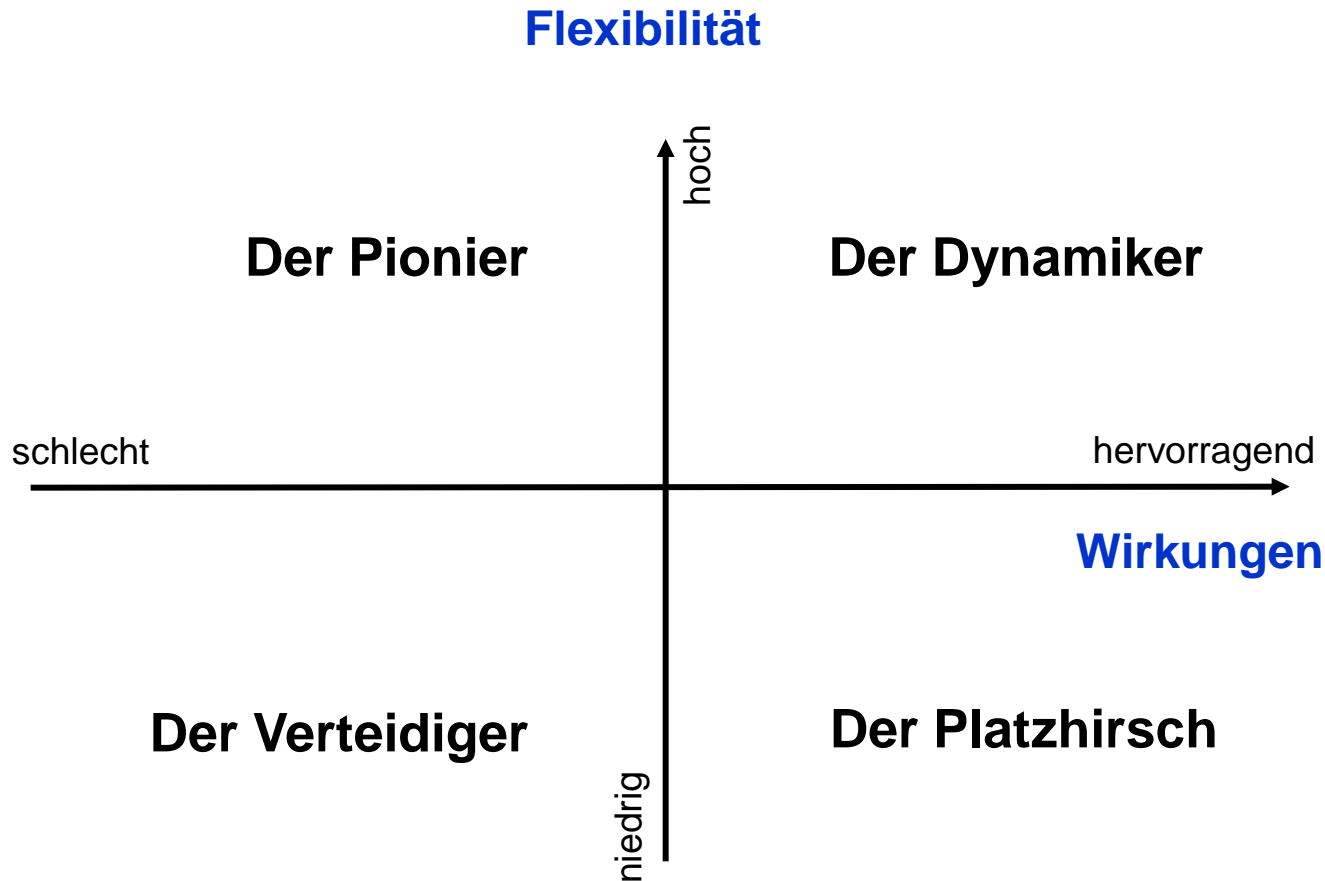 Flexibilität
hoch
Der Pionier
Der Dynamiker
schlecht
hervorragend
Wirkungen
Der Verteidiger
Der Platzhirsch
niedrig